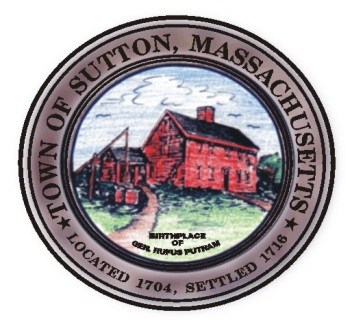 ★ TOWN OF SUTTON, MASSACHUSETTS ★
LOCATED 1704, SETTLED 1716
BIRTHPLACE
OF
GEN. RUFUS PUTNAM